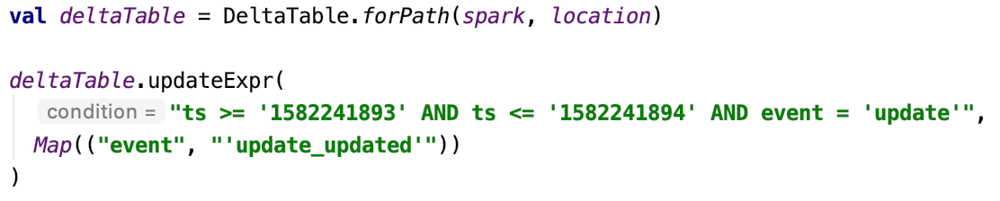 val deltaTable = DeltaTable.forPath(spark, location)
deltaTable.updateExpr(
condition = "ts >= '1582241893' AND ts <= '1582241894' AND event = 'update'",
Map(("event", "'update_updated'"))
)